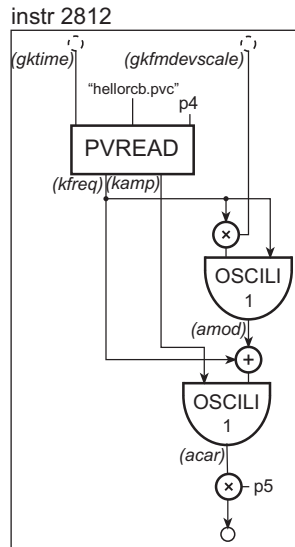 instr 2812
(gktime) (gkfmdevscale)
“hellorcb.pvc”
p4
PVREAD
(kfreq) (kamp)
×
OSCILI
1
(amod)
+
OSCILI
1
(acar)
× p5